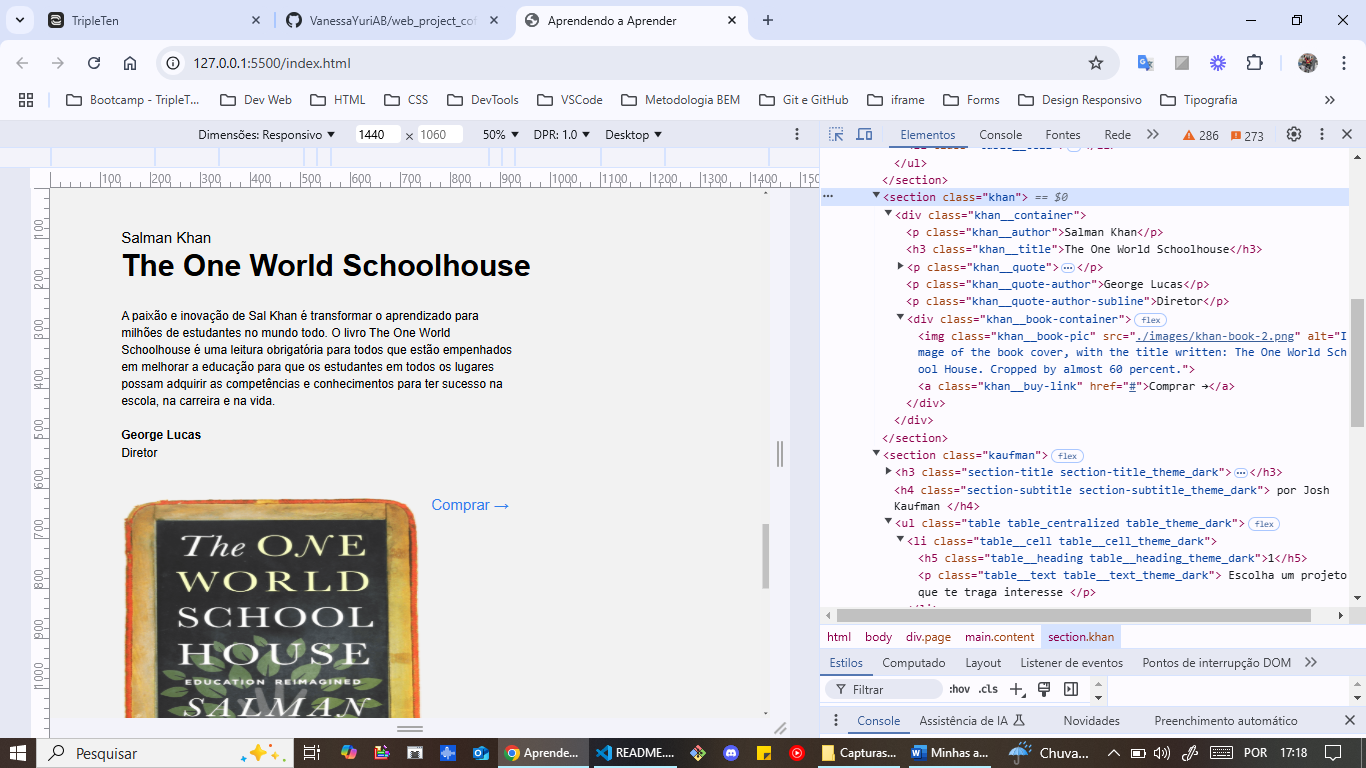 TripleTen
VanessaYuriAB/web_project_cof
Aprendendo a Aprender
127.0.0.1:5500/index.html
Bootcamp - TripleT...
Dev Web
HTML
CSS
DevTools
VSCode
Metodologia BEM
Git e GitHub
iframe
Forms
Design Responsivo
Tipografia
Dimensões: Responsivo
1440
×
1060
50%
DPR: 1.0
Desktop
Elementos
Console
Fontes
Rede
286
273
100
200
300
400
500
600
700
800
900
1000
1100
1200
1300
1400
100
200
300
400
500
600
700
800
900
1000
Salman Khan
The One World Schoolhouse
A paixão e inovação de Sal Khan é transformar o aprendizado para
milhões de estudantes no mundo todo. O livro The One World
Schoolhouse é uma leitura obrigatória para todos que estão empenhados
em melhorar a educação para que os estudantes em todos os lugares
possam adquirir as competências e conhecimentos para ter sucesso na
escola, na carreira e na vida.
George Lucas
Diretor
Comprar →
The ONE
WORLD
SCHOOL
HOUSE
EDUCATION REIMAGINED
SALMAN
</ul>
</section>
<section class="khan"> == $0
<div class="khan__container">
<p class="khan__author">Salman Khan</p>
<h3 class="khan__title">The One World Schoolhouse</h3>
<p class="khan__quote">…</p>
<p class="khan__quote-author">George Lucas</p>
<p class="khan__quote-author-subline">Diretor</p>
<div class="khan__book-container"> flex
<img class="khan__book-pic" src="./images/khan-book-2.png" alt="I
mage of the book cover, with the title written: The One World Sch
ool House. Cropped by almost 60 percent.">
<a class="khan__buy-link" href="#">Comprar →</a>
</div>
</div>
</section>
<section class="kaufman"> flex
<h3 class="section-title section-title_theme_dark">…</h3>
<h4 class="section-subtitle section-subtitle_theme_dark"> por Josh
Kaufman </h4>
<ul class="table table_centralized table_theme_dark"> flex
<li class="table__cell table__cell_theme_dark">
<h5 class="table__heading table__heading_theme_dark">1</h5>
<p class="table__text table__text_theme_dark"> Escolha um projeto
que te traga interesse </p>
html
body
div.page
main.content
section.khan
Estilos
Computado
Layout
Listener de eventos
Pontos de interrupção DOM
Filtrar
:hov
.cls
Console
Assistência de IA
Novidades
Preenchimento automático
Pesquisar
Aprende...
README....
Capturas...
Minhas a...
Chuva...
POR
17:18